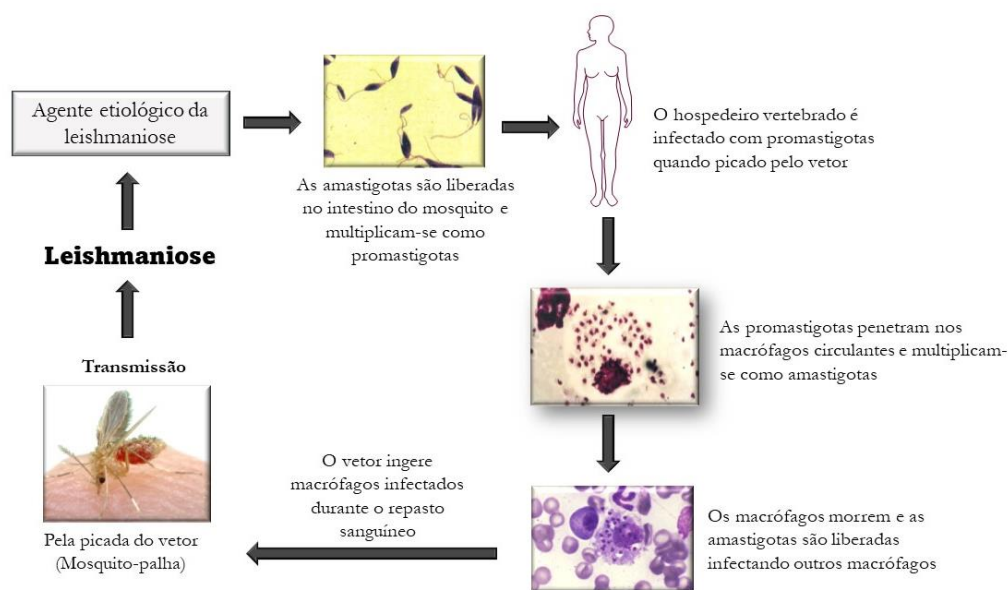 Agente etiológico da
leishmaniose
As amastigotas são liberadas
no intestino do mosquito e
multiplicam-se como
promastigotas
O hospedeiro vertebrado é
infectado com promastigotas
quando picado pelo vetor
As promastigotas penetram nos
macrófagos circulantes e multiplicam-
se como amastigotas
Os macrófagos morrem e as
amastigotas são liberadas
infectando outros macrófagos
O vetor ingere
macrófagos infectados
durante o repasto
sanguíneo
Leishmaniose
Transmissão
Pela picada do vetor
(Mosquito-palha)